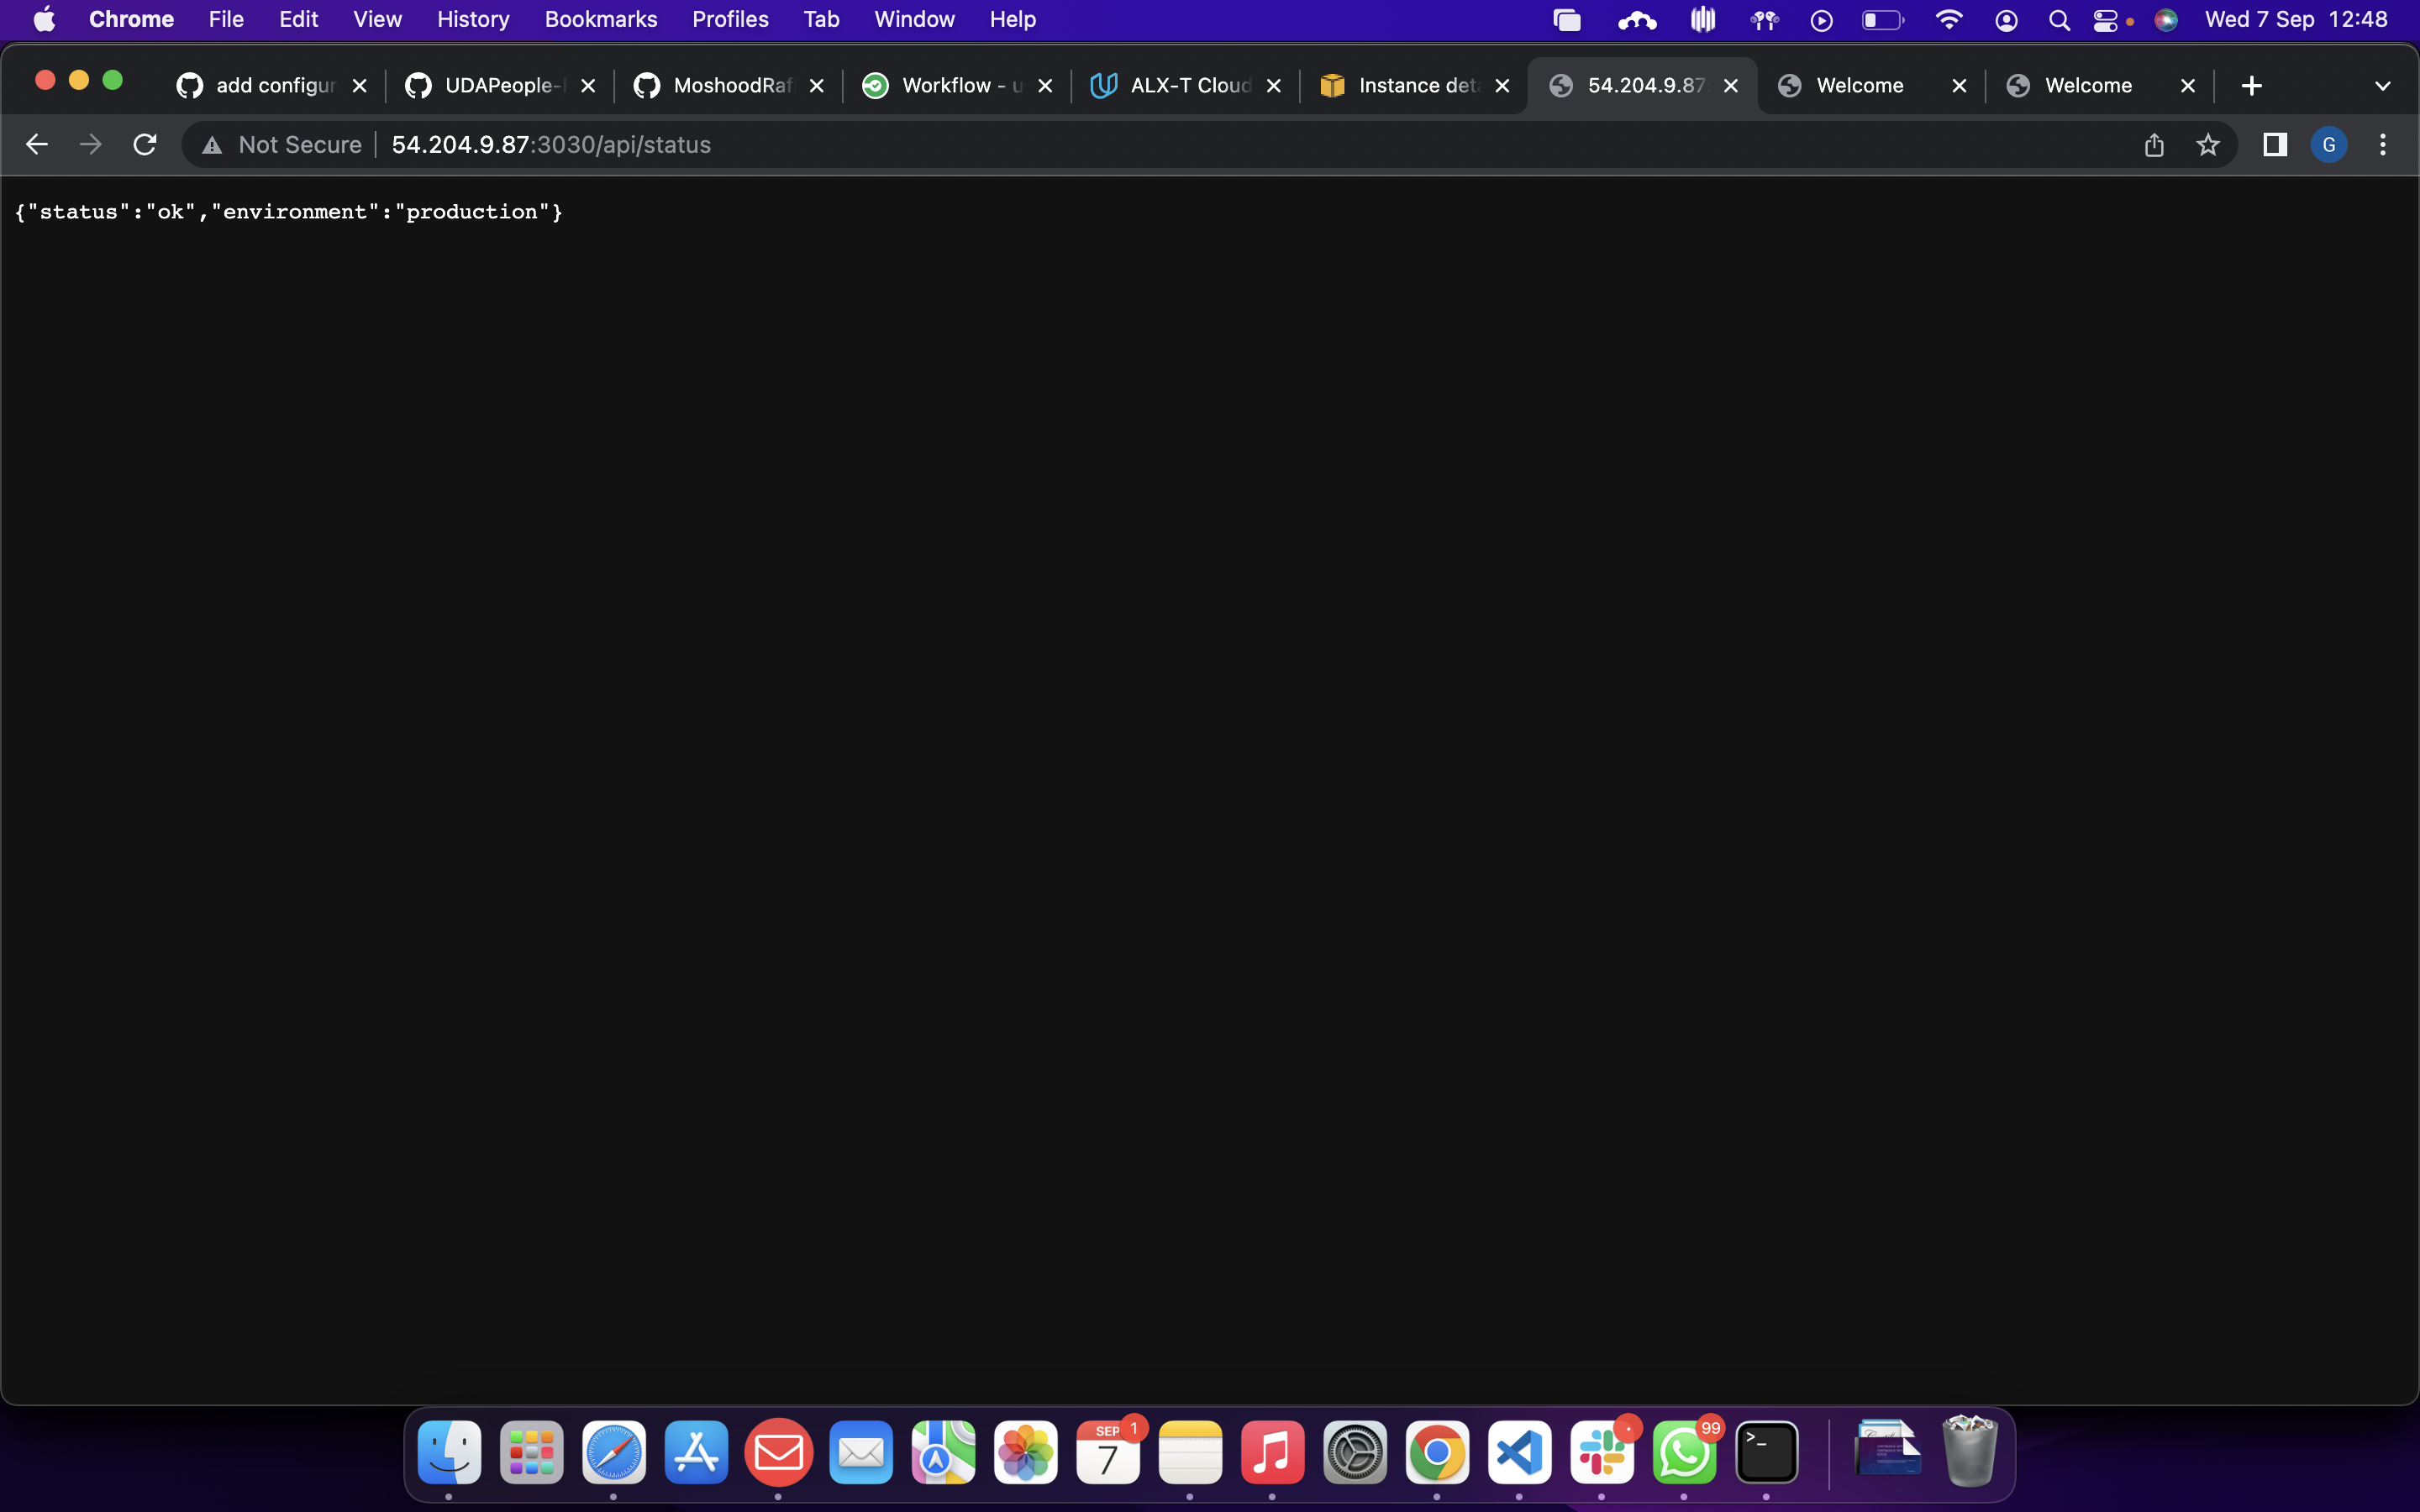 Chrome File Edit View History Bookmarks Profiles Tab Window Help Wed 7 Sep 12:48
add configur UDAPeople- MoshoodRaf Workflow - u ALX-T Cloud Instance det 54.204.9.87: Welcome Welcome
Not Secure 54.204.9.87:3030/api/status G
{"status":"ok","environment":"production"}
SEP 1 99
7 >_